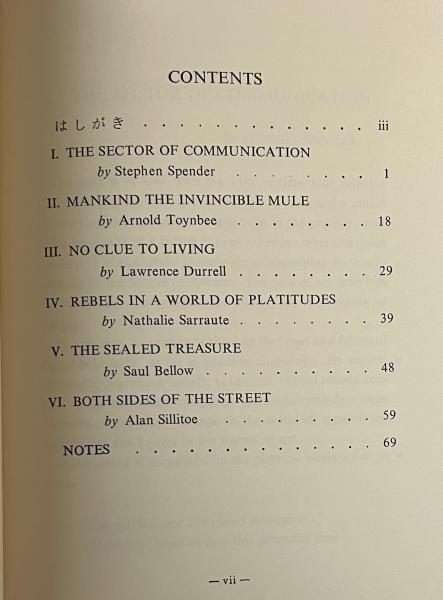 CONTENTS
はしがき . . . . . . . . . . . . . iii
I. THE SECTOR OF COMMUNICATION
by Stephen Spender . . . . . . . . 1
II. MANKIND THE INVINCIBLE MULE
by Arnold Toynbee . . . . . . . . 18
III. NO CLUE TO LIVING
by Lawrence Durrell . . . . . . . . 29
IV. REBELS IN A WORLD OF PLATITUDES
by Nathalie Sarraute . . . . . . . . 39
V. THE SEALED TREASURE
by Saul Bellow . . . . . . . . . . 48
VI. BOTH SIDES OF THE STREET
by Alan Sillitoe . . . . . . . . . 59
NOTES . . . . . . . . . . . . . 69
— vii —